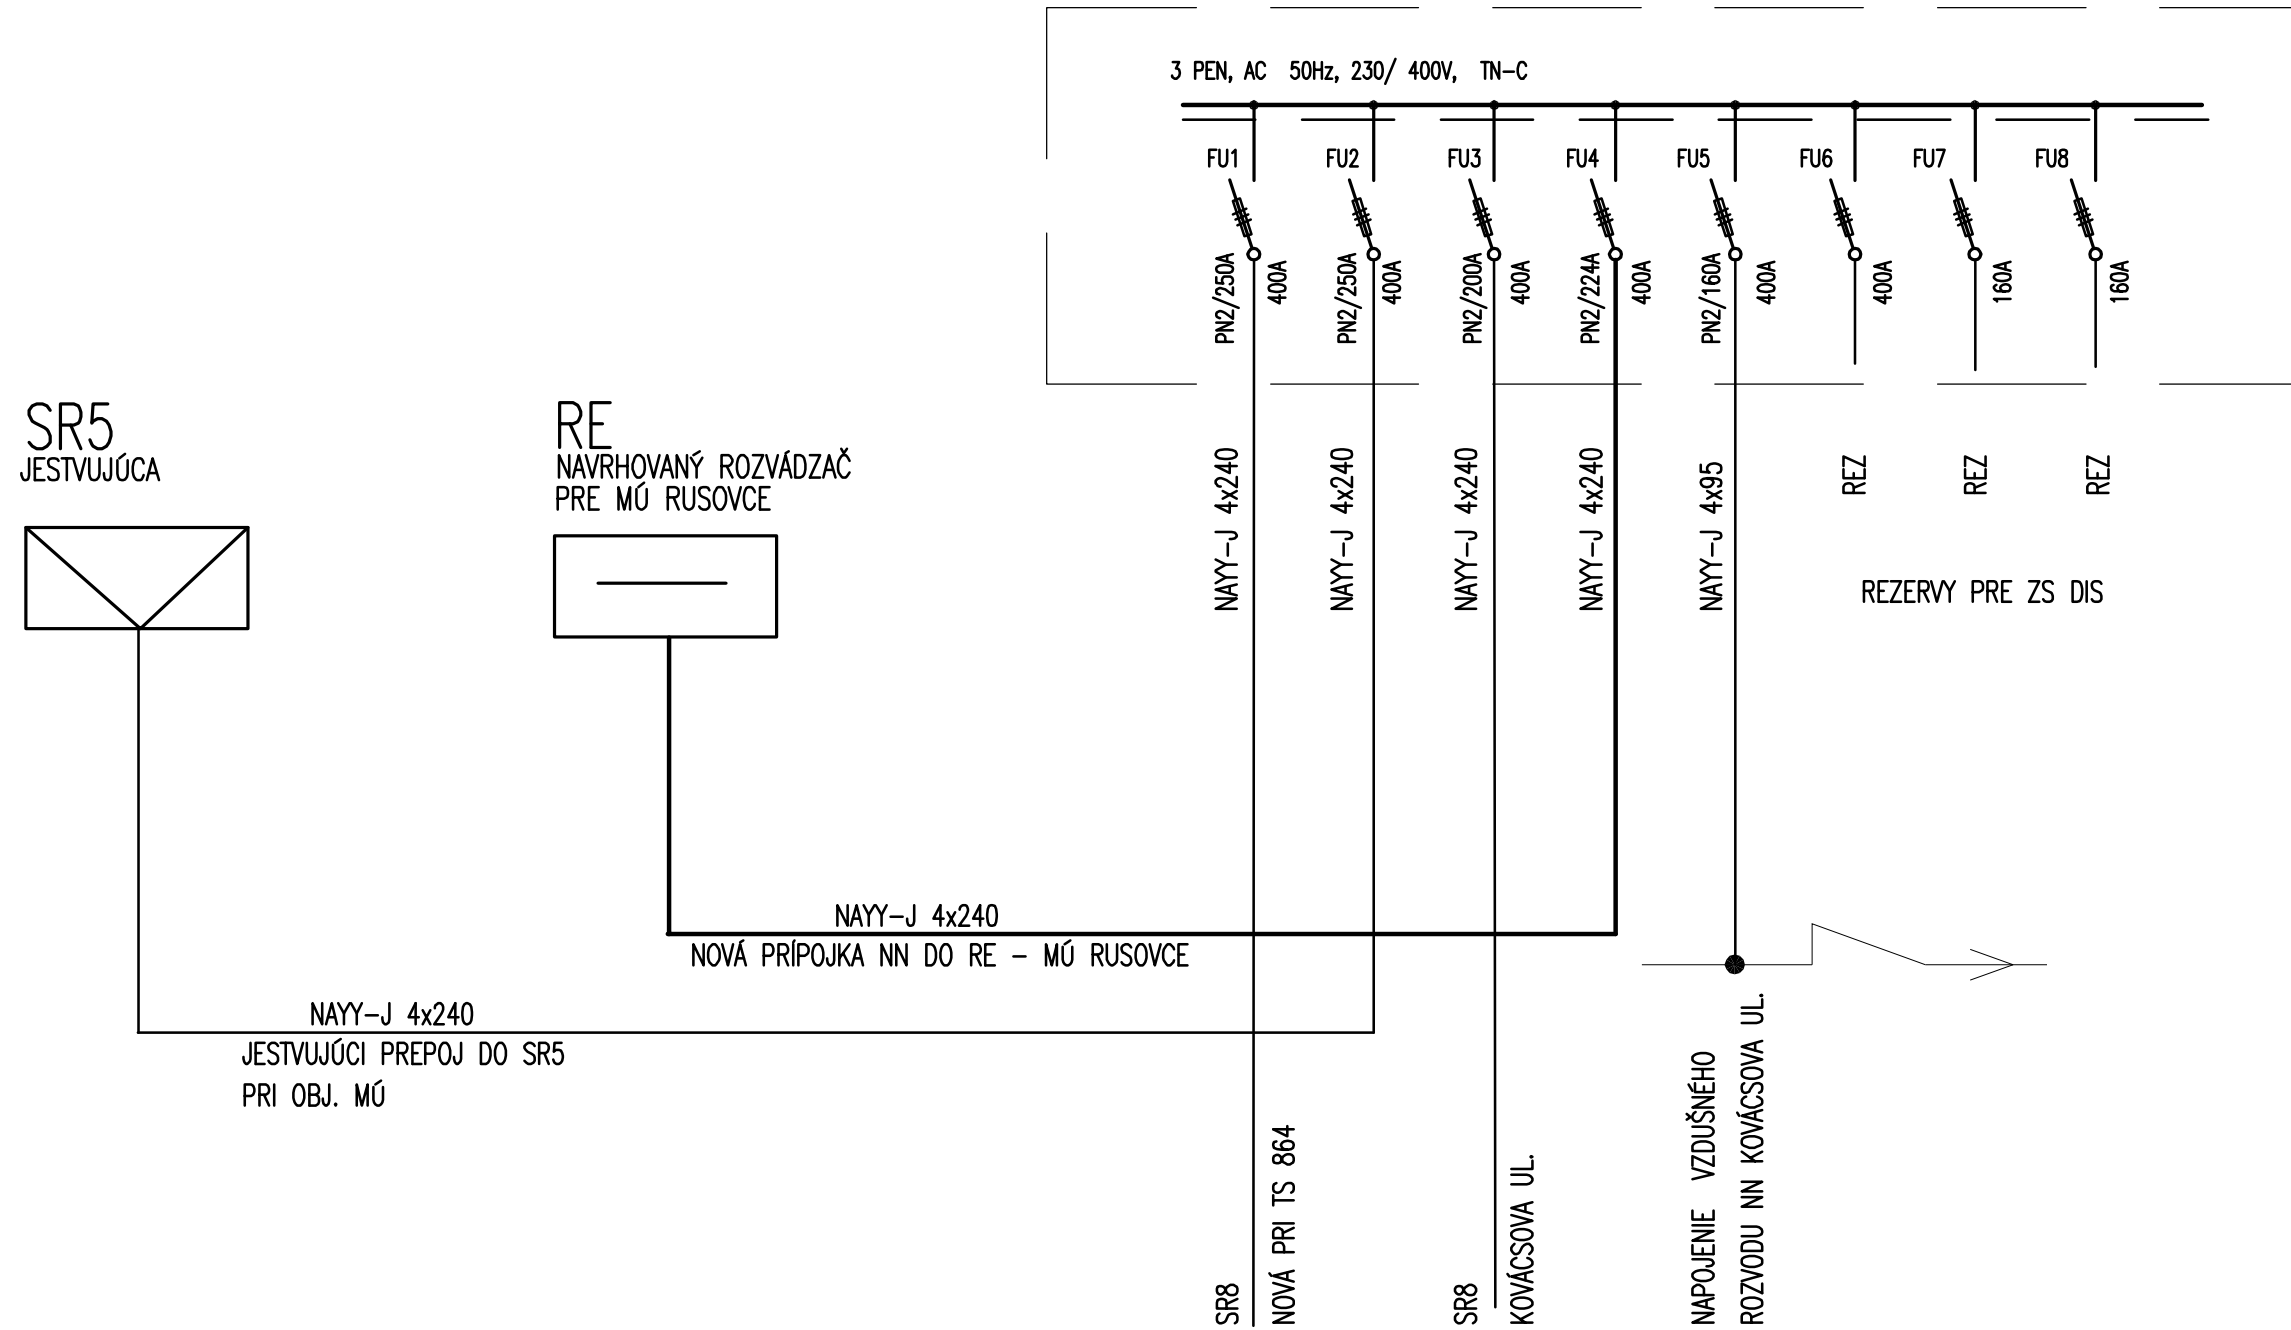 3 PEN, AC 50Hz, 230/ 400V, TN-C
FU1
FU2
FU3
FU4
FU5
FU6
FU7
FU8
PN2/250A
400A
PN2/250A
400A
PN2/200A
400A
PN2/224A
400A
PN2/160A
400A
400A
160A
160A
SR5
JESTVUJÚCA
RE
NAVRHOVANÝ ROZVÁDZAČ
PRE MÚ RUSOVCE
NAYY-J 4x240
NAYY-J 4x240
NAYY-J 4x240
NAYY-J 4x240
NAYY-J 4x95
REZ
REZ
REZ
REZERVY PRE ZS DIS
NAYY-J 4x240
NOVÁ PRÍPOJKA NN DO RE - MÚ RUSOVCE
NAYY-J 4x240
JESTVUJÚCI PREPOJ DO SR5
PRI OBJ. MÚ
SR8
NOVÁ PRI TS 864
SR8
KOVÁCSOVA UL.
NAPOJENIE VZDUŠNÉHO
ROZVODU NN KOVÁCSOVA UL.